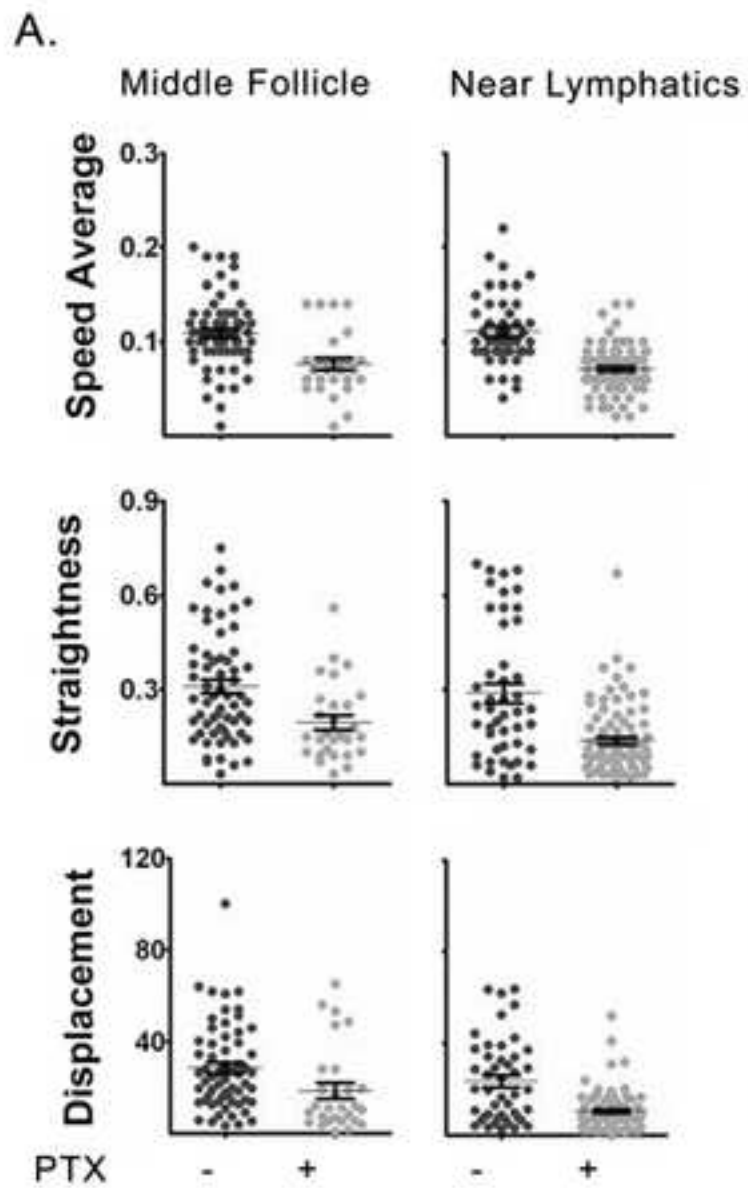 A.
Middle Follicle Near Lymphatics
Speed Average
0.3
0.2
0.1
Straightness
0.9
0.6
0.3
Displacement
120
80
40
PTX - + - +